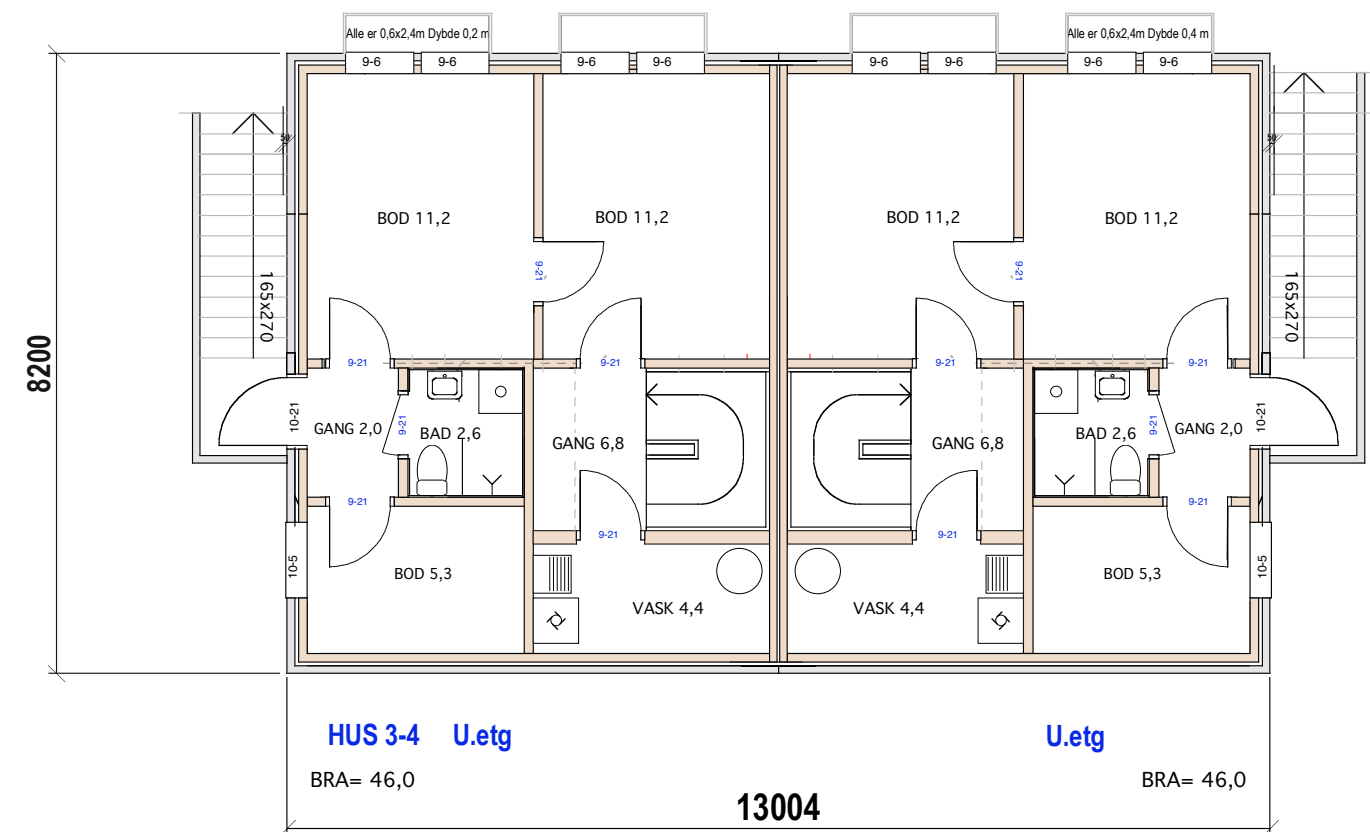 Alle er 0,6x2,4m Dybde 0,2 m
Alle er 0,6x2,4m Dybde 0,4 m
9-6 9-6 9-6 9-6 9-6 9-6 9-6 9-6
50 50
BOD 11,2 BOD 11,2 BOD 11,2 BOD 11,2
9-21 9-21
165x270 165x270
8200
9-21 9-21 9-21 9-21
10-21 GANG 2,0 9-21 BAD 2,6 GANG 6,8 GANG 6,8 BAD 2,6 9-21 GANG 2,0 10-21
9-21 9-21
9-21 9-21
10-5 BOD 5,3 BOD 5,3 10-5
VASK 4,4 VASK 4,4
HUS 3-4 U.etg U.etg
BRA= 46,0 BRA= 46,0
13004